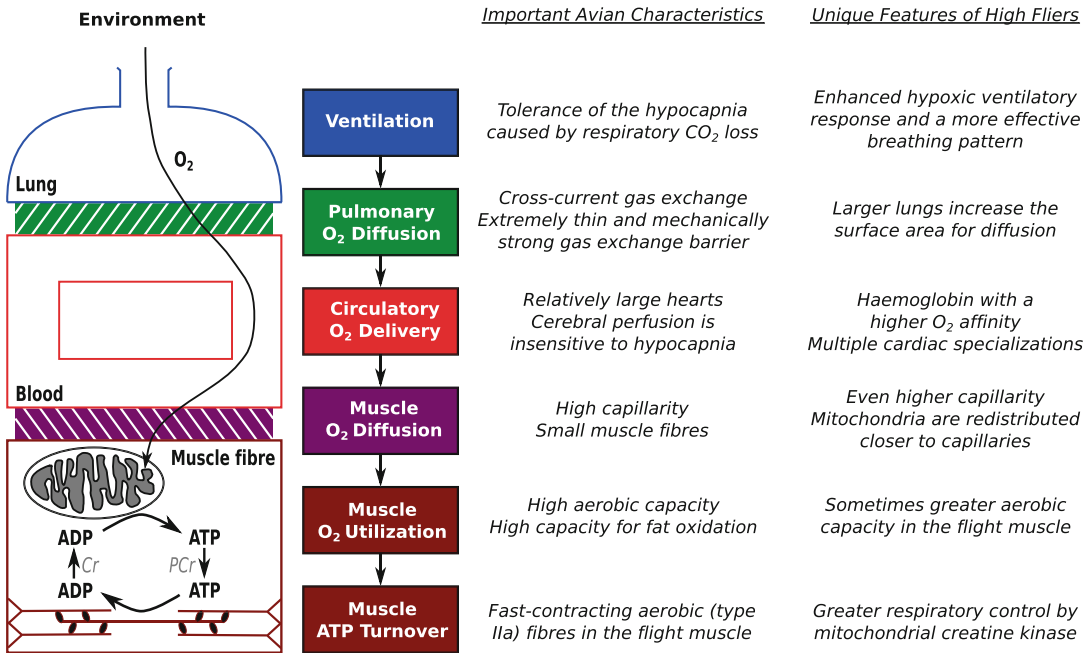 Environment
Important Avian Characteristics
Unique Features of High Fliers
O2
Lung
Blood
Muscle fibre
ADP
ATP
Cr
PCr
ADP
ATP
Ventilation
Tolerance of the hypocapnia
caused by respiratory CO2 loss
Enhanced hypoxic ventilatory
response and a more effective
breathing pattern
Pulmonary
O2 Diffusion
Cross-current gas exchange
Extremely thin and mechanically
strong gas exchange barrier
Larger lungs increase the
surface area for diffusion
Circulatory
O2 Delivery
Relatively large hearts
Cerebral perfusion is
insensitive to hypocapnia
Haemoglobin with a
higher O2 affinity
Multiple cardiac specializations
Muscle
O2 Diffusion
High capillarity
Small muscle fibres
Even higher capillarity
Mitochondria are redistributed
closer to capillaries
Muscle
O2 Utilization
High aerobic capacity
High capacity for fat oxidation
Sometimes greater aerobic
capacity in the flight muscle
Muscle
ATP Turnover
Fast-contracting aerobic (type
IIa) fibres in the flight muscle
Greater respiratory control by
mitochondrial creatine kinase